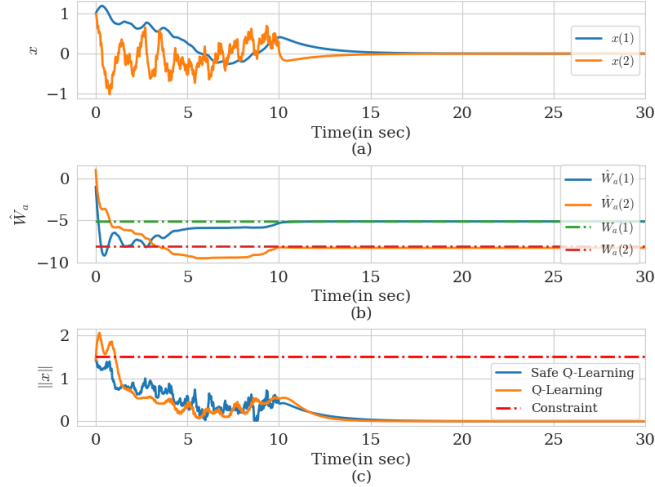 1
0
−1
x
x(1)
x(2)
0 5 10 15 20 25 30
Time(in sec)
(a)
0
−5
−10
Ŵₐ
Ŵₐ(1)
Ŵₐ(2)
Wₐ(1)
Wₐ(2)
0 5 10 15 20 25 30
Time(in sec)
(b)
2
1
0
||x||
Safe Q-Learning
Q-Learning
Constraint
0 5 10 15 20 25 30
Time(in sec)
(c)